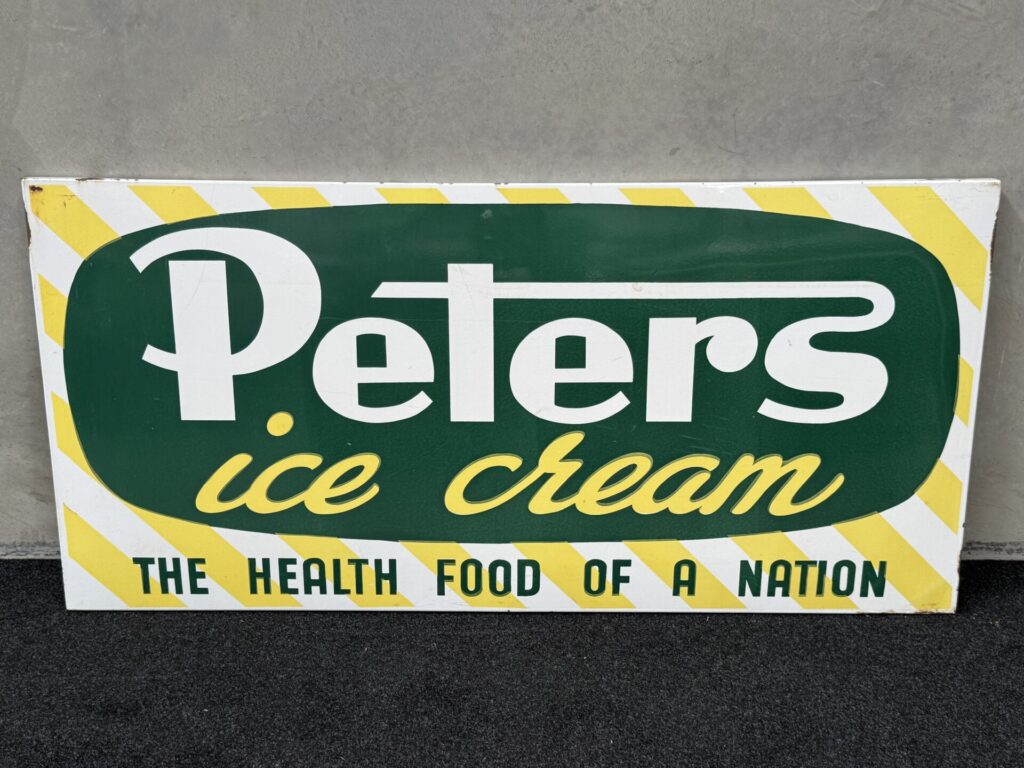 Peters
ice cream
THE HEALTH FOOD OF A NATION